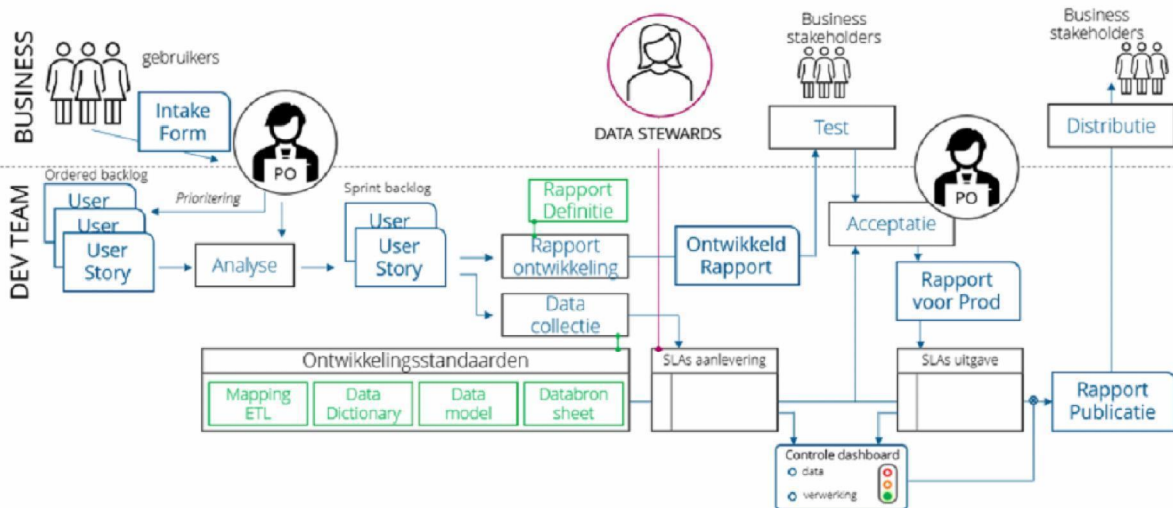 BUSINESS
gebruikers
Intake
Form
PO
DATA STEWARDS
Business
stakeholders
Test
Business
stakeholders
Distributie
DEV TEAM
Ordered backlog
User
User
User
Story
Prioritering
Analyse
Sprint backlog
User
User
Story
Rapport
Definitie
Rapport
ontwikkeling
Data
collectie
Ontwikkeld
Rapport
PO
Acceptatie
Rapport
voor Prod
Ontwikkelingsstandaarden
Mapping
ETL
Data
Dictionary
Data
model
Databron
sheet
SLAs aanlevering
SLAs uitgave
Rapport
Publicatie
Controle dashboard
data
verwerking